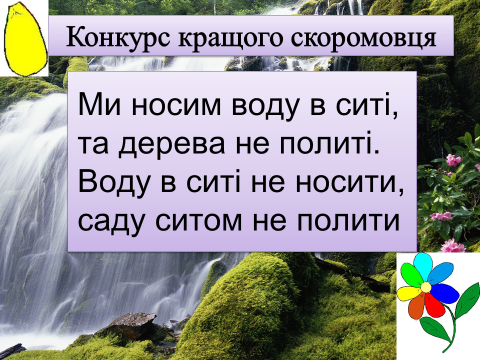 Конкурс кращого скоромовця
Ми носим воду в ситі,
та дерева не политі.
Воду в ситі не носити,
саду ситом не полити